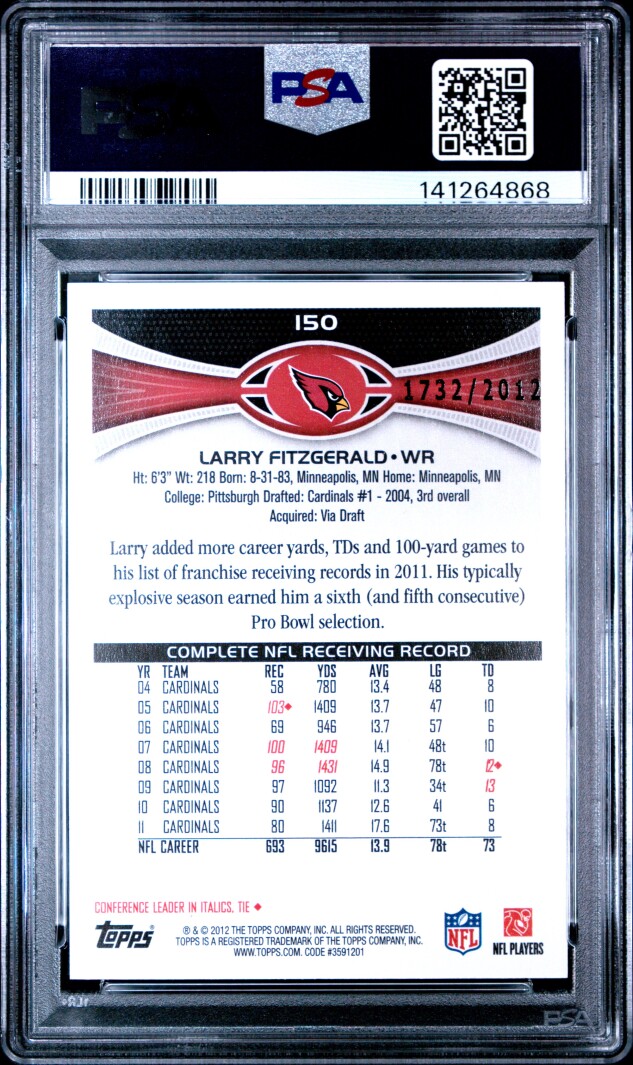 PSA
141264868
150
1732/2012
LARRY FITZGERALD • WR
Ht: 6'3" Wt: 218 Born: 8-31-83, Minneapolis, MN Home: Minneapolis, MN
College: Pittsburgh Drafted: Cardinals #1 - 2004, 3rd overall
Acquired: Via Draft
Larry added more career yards, TDs and 100-yard games to
his list of franchise receiving records in 2011. His typically
explosive season earned him a sixth (and fifth consecutive)
Pro Bowl selection.
COMPLETE NFL RECEIVING RECORD
YR TEAM REC YDS AVG LG TD
04 CARDINALS 58 780 13.4 48 8
05 CARDINALS 103♦ 1409 13.7 47 10
06 CARDINALS 69 946 13.7 57 6
07 CARDINALS 100 1409 14.1 48t 10
08 CARDINALS 96 1431 14.9 78t 12♦
09 CARDINALS 97 1092 11.3 34t 13
10 CARDINALS 90 1137 12.6 41 6
11 CARDINALS 80 1411 17.6 73t 8
NFL CAREER 693 9615 13.9 78t 73
CONFERENCE LEADER IN ITALICS. TIE ♦
Topps
® & © 2012 THE TOPPS COMPANY, INC. ALL RIGHTS RESERVED.
TOPPS IS A REGISTERED TRADEMARK OF THE TOPPS COMPANY, INC.
WWW.TOPPS.COM. CODE #3591201
NFL
NFL PLAYERS
PSA